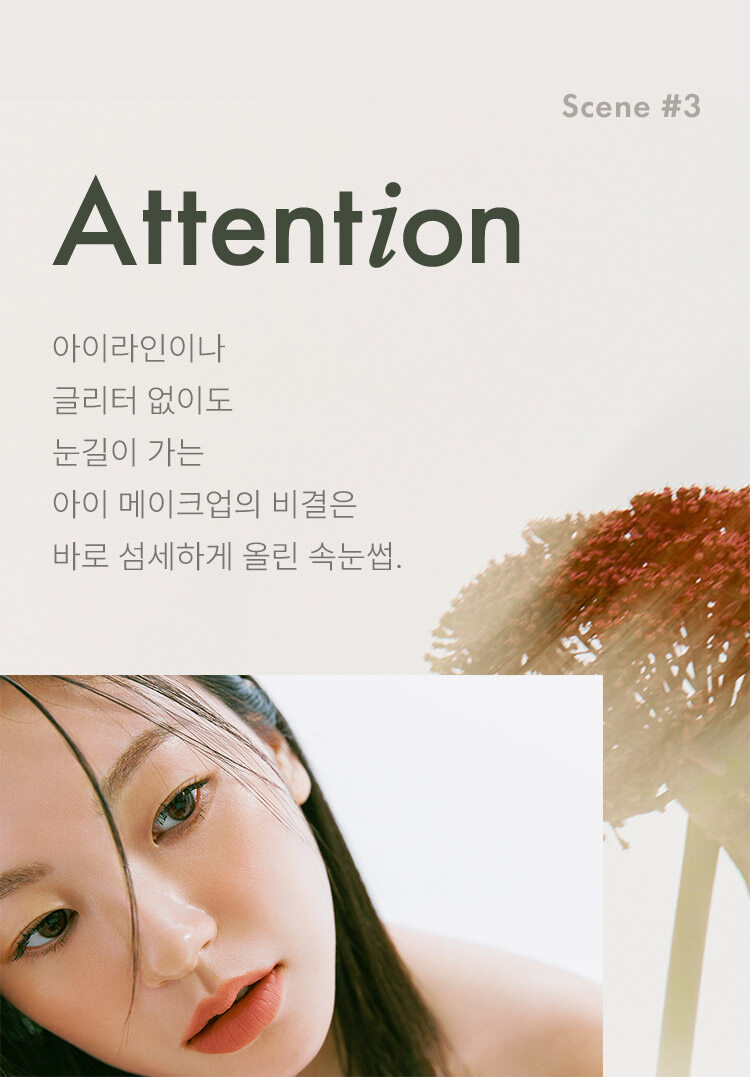 Scene #3
Attention
아이라인이나
글리터 없이도
눈길이 가는
아이 메이크업의 비결은
바로 섬세하게 올린 속눈썹.